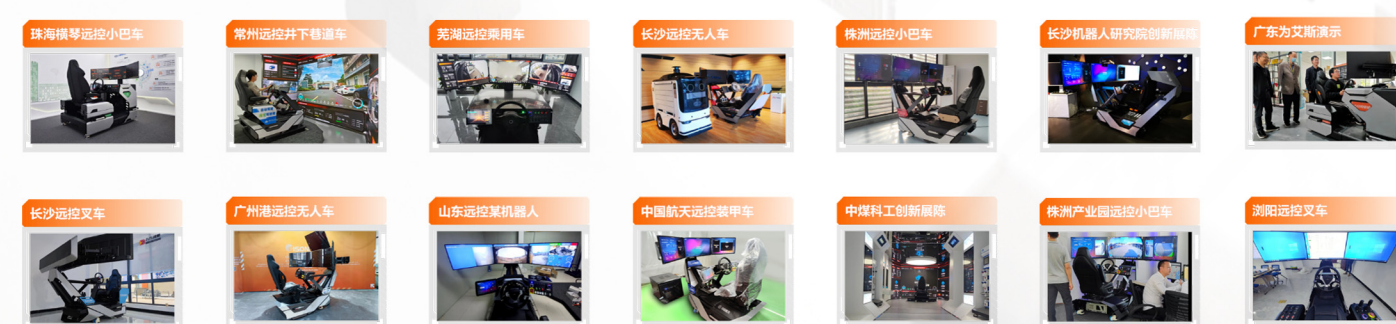 珠海横琴远控小巴车
常州远控井下巷道车
芜湖远控乘用车
长沙远控无人车
株洲远控小巴车
长沙机器人研究院创新展陈
广东为艾斯演示
长沙远控叉车
广州港远控无人车
山东远控某机器人
中国航天远控装甲车
中煤科工创新展陈
株洲产业园远控小巴车
浏阳远控叉车